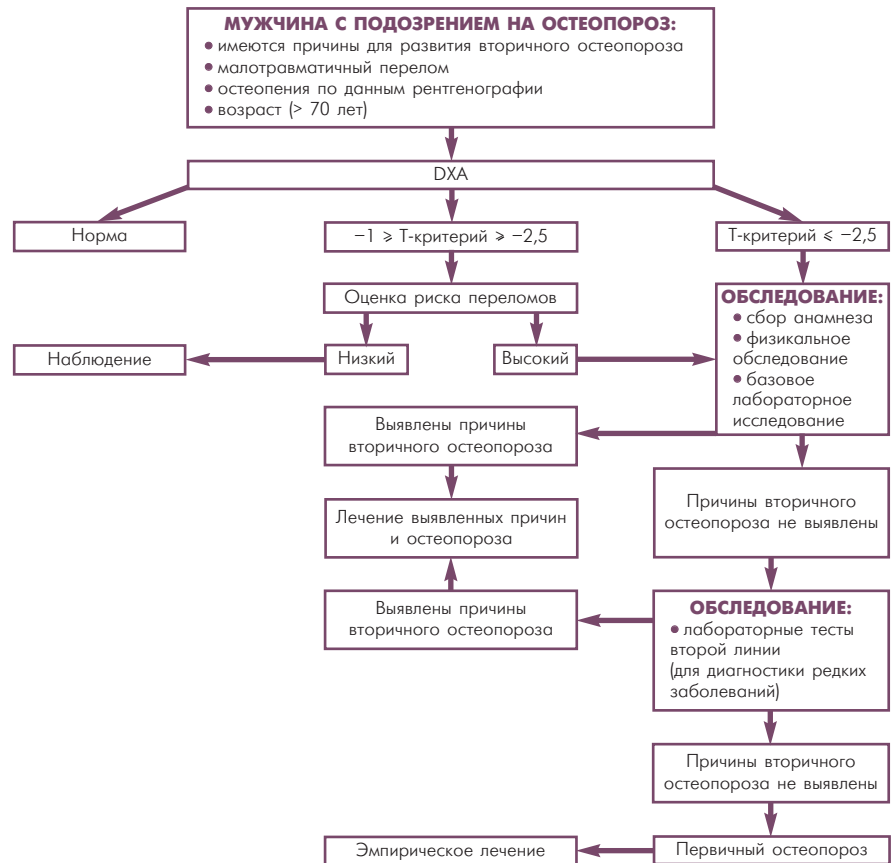 МУЖЧИНА С ПОДОЗРЕНИЕМ НА ОСТЕОПОРОЗ:
• имеются причины для развития вторичного остеопороза
• малотравматичный перелом
• остеопения по данным рентгенографии
• возраст (> 70 лет)
DXA
Норма
−1 ⩾ Т-критерий ⩾ −2,5
Т-критерий ⩽ −2,5
Оценка риска переломов
ОБСЛЕДОВАНИЕ:
• сбор анамнеза
• физикальное
обследование
• базовое
лабораторное
исследование
Наблюдение
Низкий
Высокий
Выявлены причины
вторичного остеопороза
Причины вторичного
остеопороза не выявлены
Лечение выявленных причин
и остеопороза
Выявлены причины
вторичного остеопороза
ОБСЛЕДОВАНИЕ:
• лабораторные тесты
второй линии
(для диагностики редких
заболеваний)
Причины вторичного
остеопороза не выявлены
Эмпирическое лечение
Первичный остеопороз